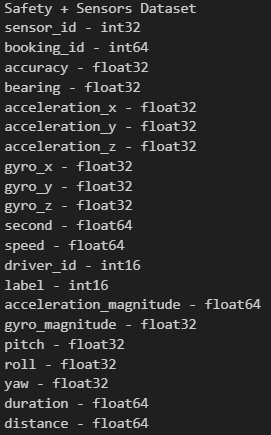 Safety + Sensors Dataset
sensor_id - int32
booking_id - int64
accuracy - float32
bearing - float32
acceleration_x - float32
acceleration_y - float32
acceleration_z - float32
gyro_x - float32
gyro_y - float32
gyro_z - float32
second - float64
speed - float64
driver_id - int16
label - int16
acceleration_magnitude - float64
gyro_magnitude - float32
pitch - float32
roll - float32
yaw - float32
duration - float64
distance - float64